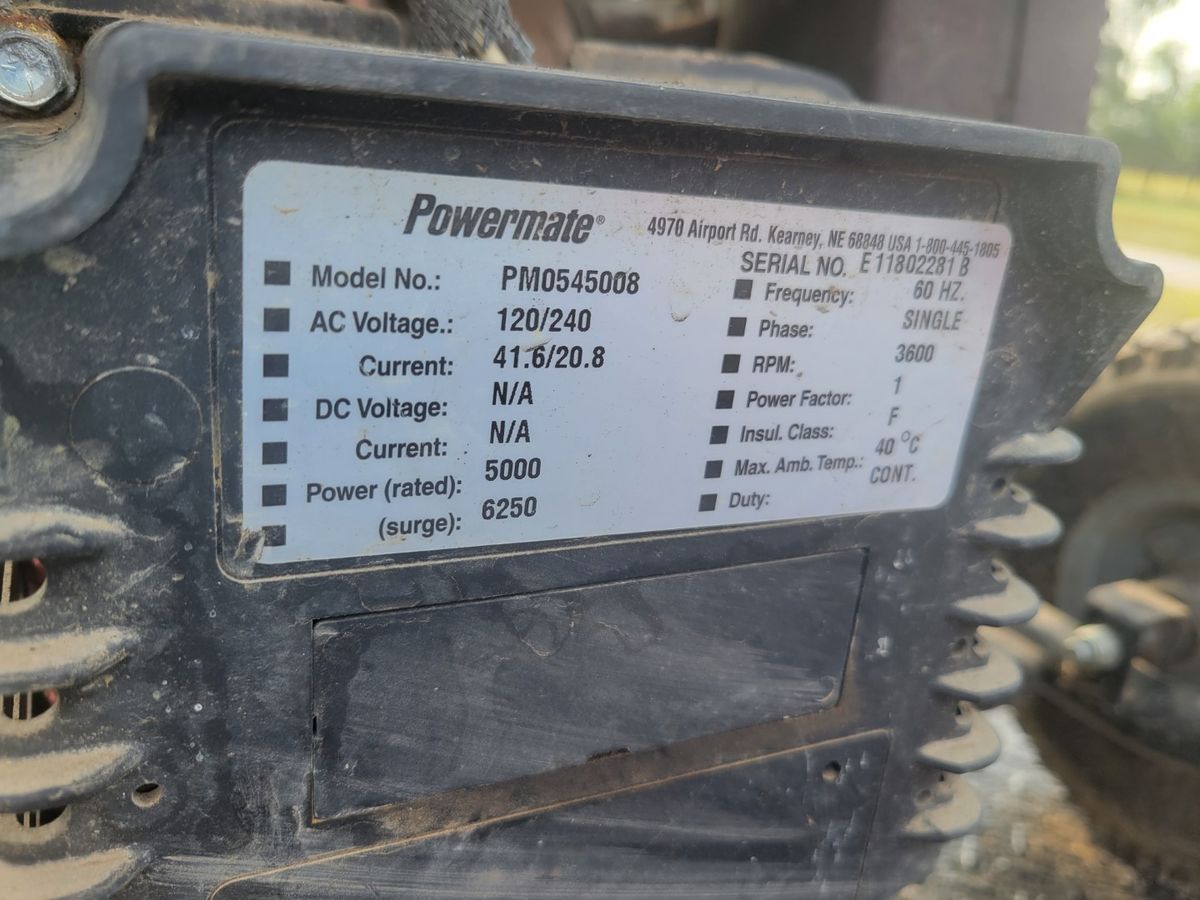 Powermate® 4970 Airport Rd. Kearney, NE 68848 USA 1-800-445-1805
SERIAL NO. E11802281B
Model No.: PM0545008
AC Voltage.: 120/240
Current: 41.6/20.8
DC Voltage: N/A
Current: N/A
Power (rated): 5000
(surge): 6250
Frequency: 60 HZ.
Phase: SINGLE
RPM: 3600
Power Factor: 1
Insul. Class: F
Max. Amb. Temp.: 40 °C
Duty: CONT.